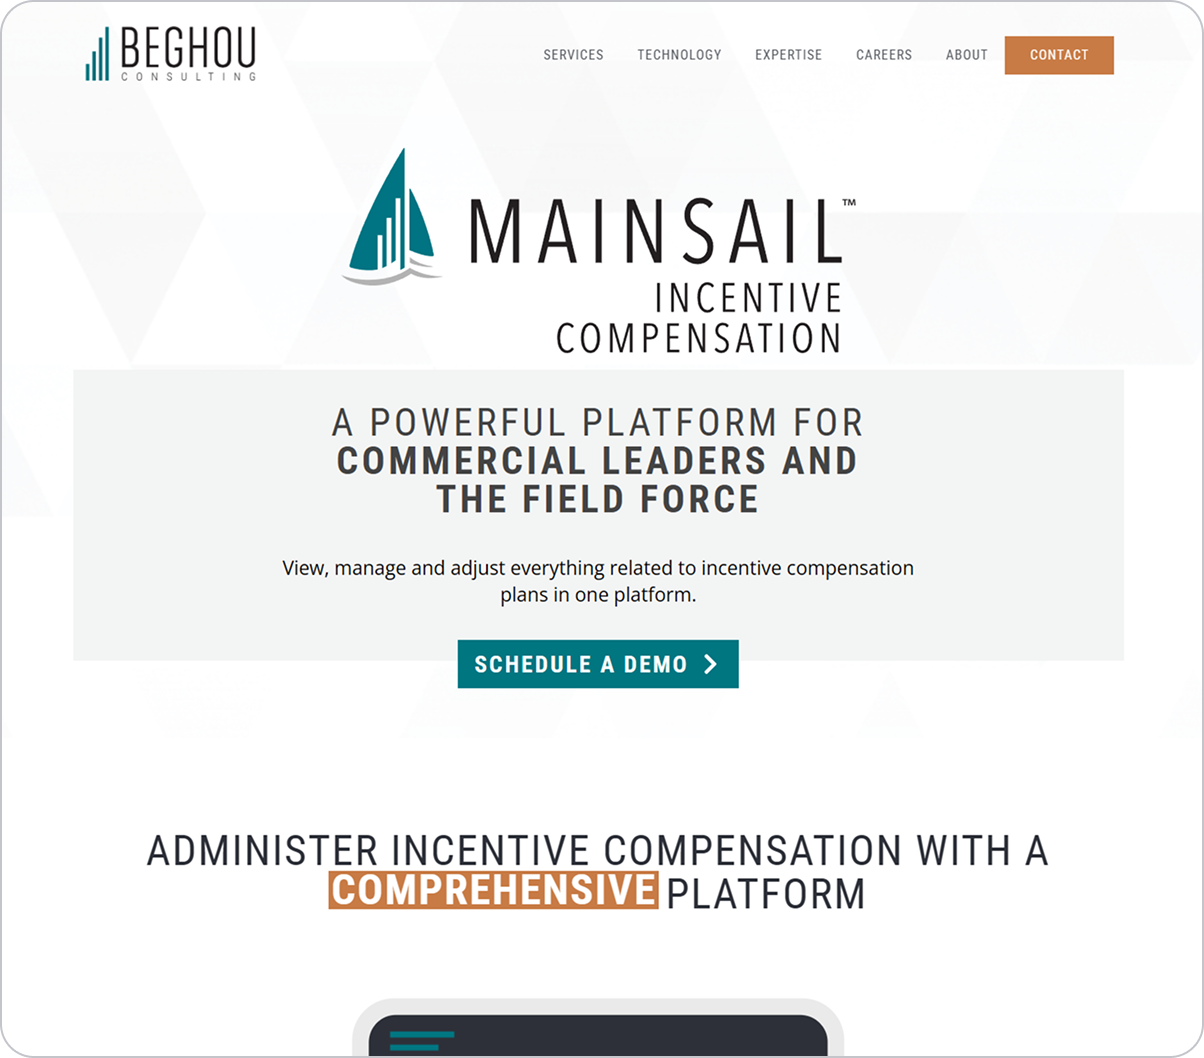 BEGHOU
CONSULTING
SERVICES TECHNOLOGY EXPERTISE CAREERS ABOUT CONTACT
MAINSAIL™
INCENTIVE
COMPENSATION
A POWERFUL PLATFORM FOR
COMMERCIAL LEADERS AND
THE FIELD FORCE
View, manage and adjust everything related to incentive compensation
plans in one platform.
SCHEDULE A DEMO
ADMINISTER INCENTIVE COMPENSATION WITH A
COMPREHENSIVE PLATFORM